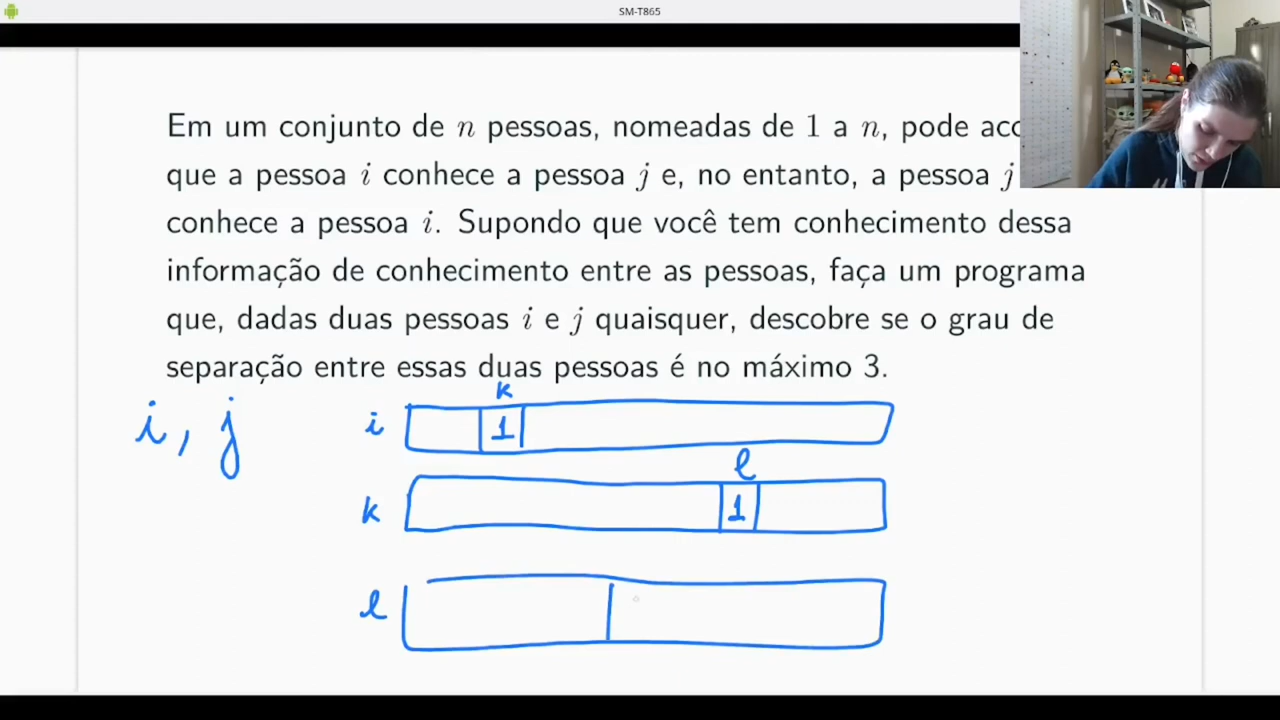 SM-T865
Em um conjunto de n pessoas, nomeadas de 1 a n, pode
que a pessoa i conhece a pessoa j e, no entanto, a pessoa j
conhece a pessoa i. Supondo que você tem conhecimento dessa
informação de conhecimento entre as pessoas, faça um programa
que, dadas duas pessoas i e j quaisquer, descobre se o grau de
separação entre essas duas pessoas é no máximo 3.
k
i, j
i 1
l
k 1
l